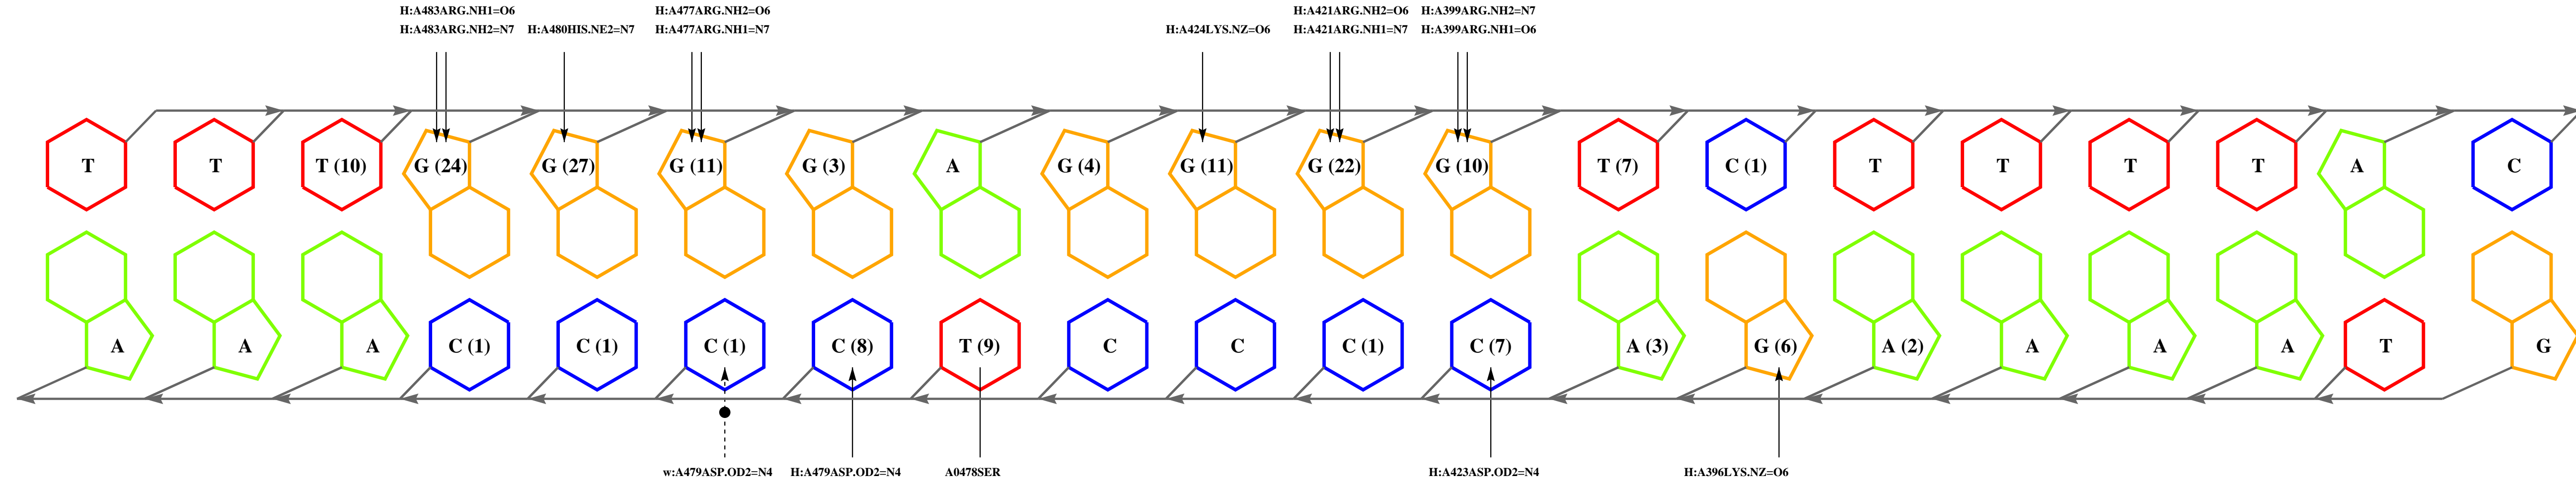 H:A483ARG.NH1=O6 H:A477ARG.NH2=O6 H:A421ARG.NH2=O6 H:A399ARG.NH2=N7
H:A483ARG.NH2=N7 H:A480HIS.NE2=N7 H:A477ARG.NH1=N7 H:A424LYS.NZ=O6 H:A421ARG.NH1=N7 H:A399ARG.NH1=O6
T T T (10) G (24) G (27) G (11) G (3) A G (4) G (11) G (22) G (10) T (7) C (1) T T T T A C
A A A C (1) C (1) C (1) C (8) T (9) C C C (1) C (7) A (3) G (6) A (2) A A A T G
w:A479ASP.OD2=N4 H:A479ASP.OD2=N4 A0478SER H:A423ASP.OD2=N4 H:A396LYS.NZ=O6